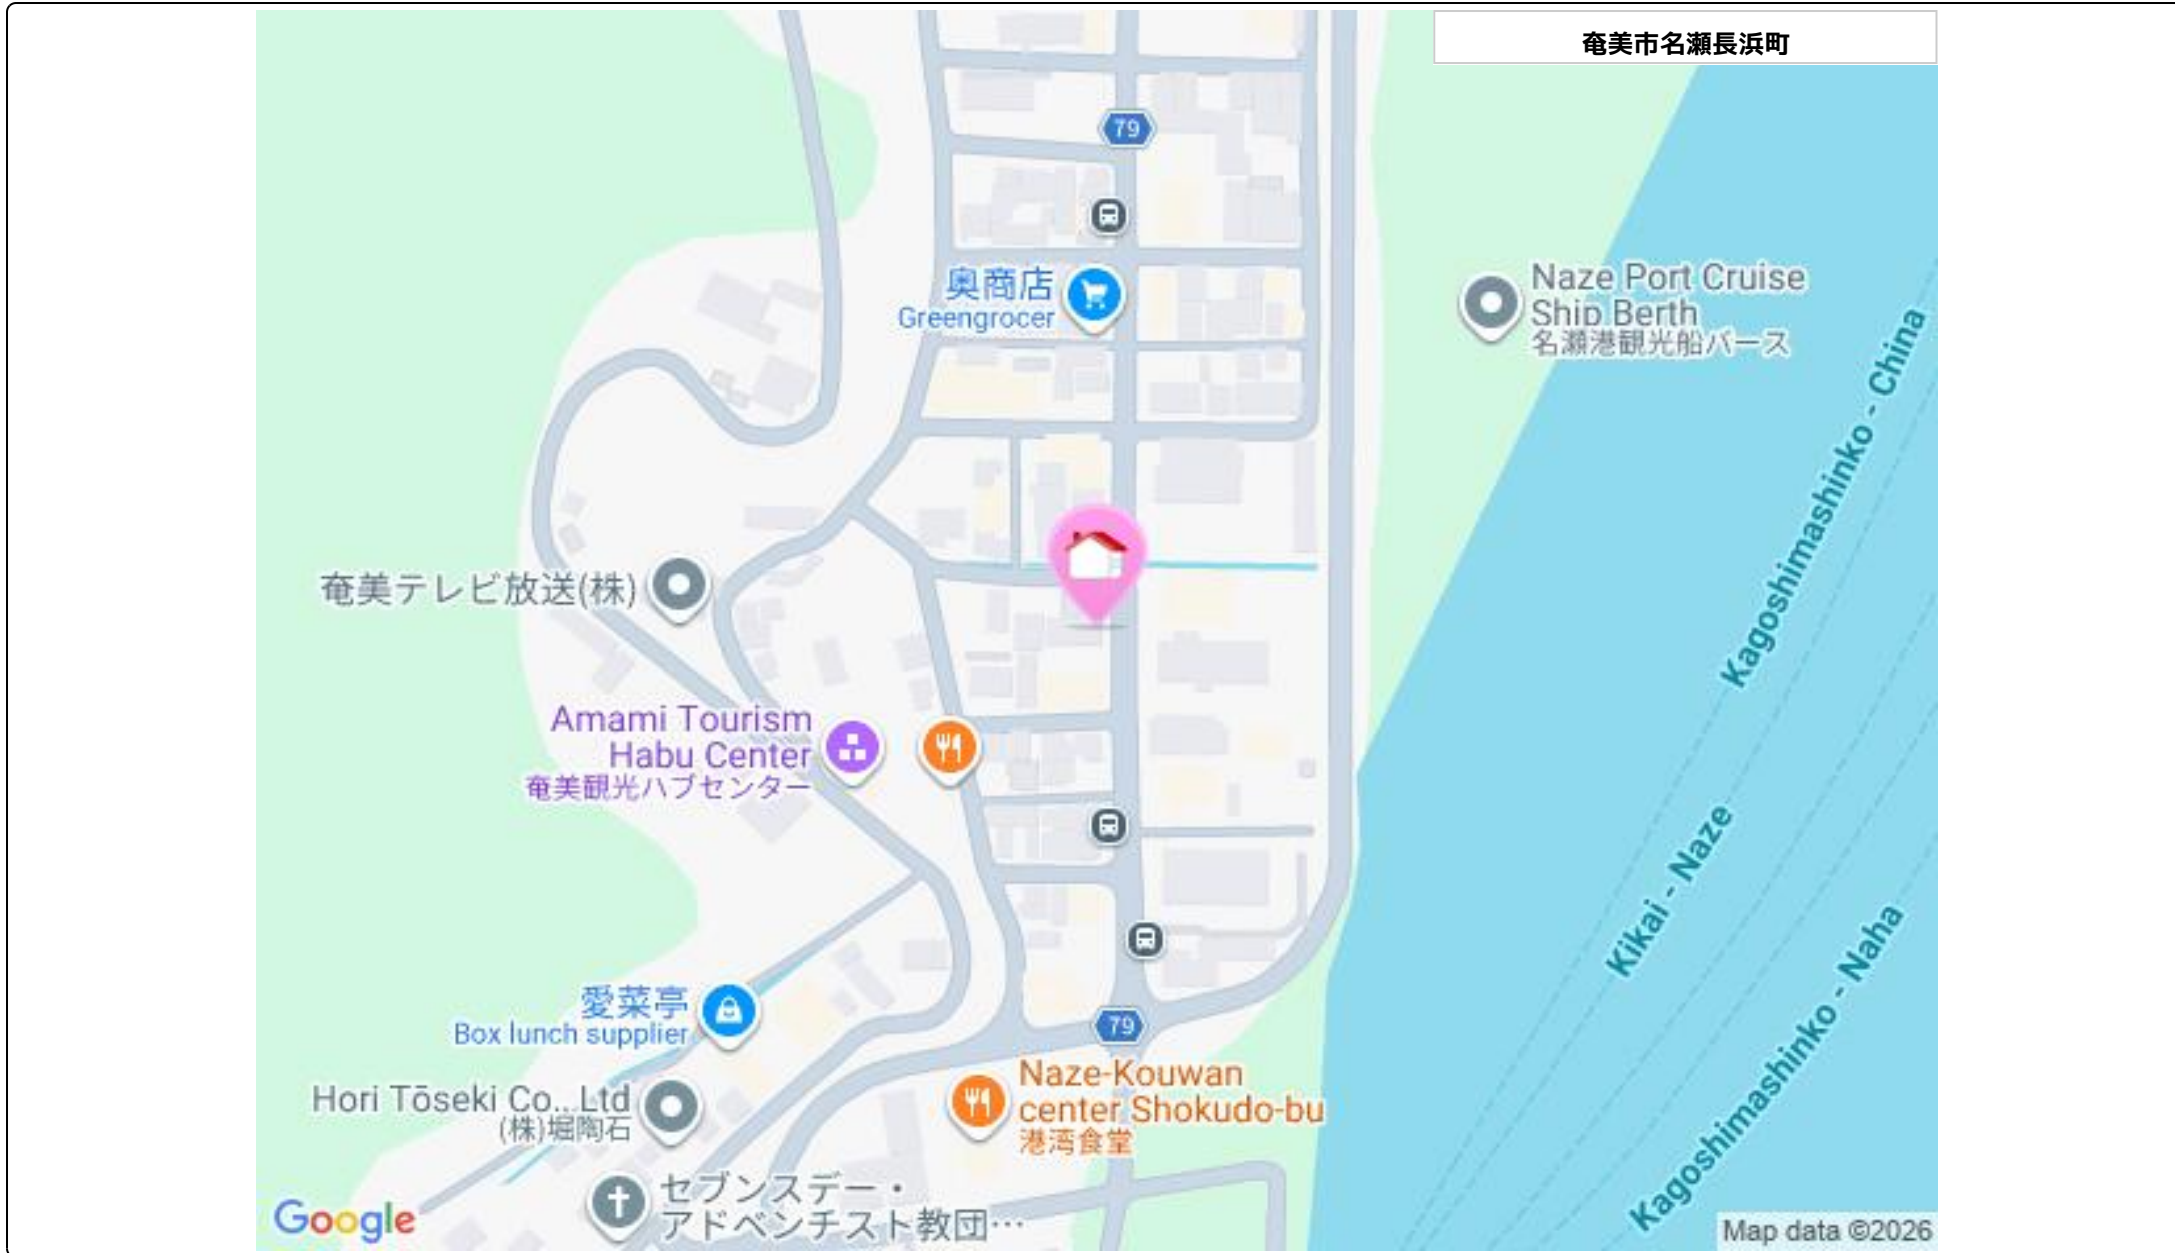 奄美市名瀬長浜町
79
奥商店
Greengrocer
Naze Port Cruise
Ship Berth
名瀬港観光船バース
Kagoshimashinko - China
奄美テレビ放送(株)
Amami Tourism
Habu Center
奄美観光ハブセンター
Kikai - Naze
Kagoshimashinko - Naha
愛菜亭
Box lunch supplier
79
Naze-Kouwan
center Shokudo-bu
港湾食堂
Hori Tōseki Co., Ltd
(株)堀陶石
セブンスデー・
アドベンチスト教団…
Google
Map data ©2026